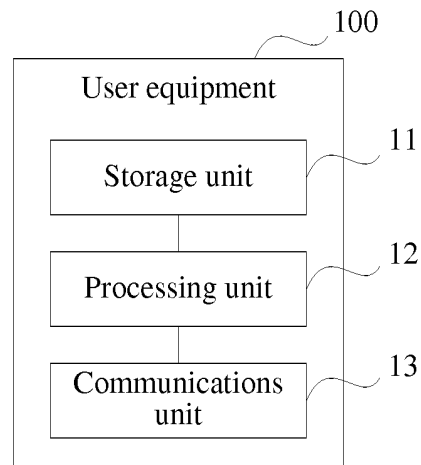 100
User equipment
11
Storage unit
12
Processing unit
13
Communications
unit